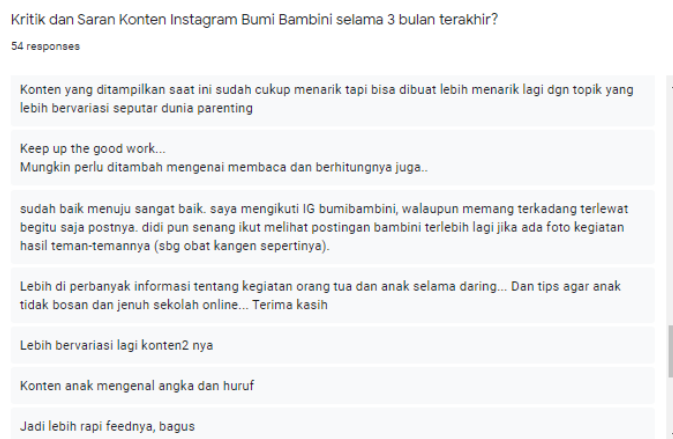 Kritik dan Saran Konten Instagram Bumi Bambini selama 3 bulan terakhir?
54 responses
Konten yang ditampilkan saat ini sudah cukup menarik tapi bisa dibuat lebih menarik lagi dgn topik yang
lebih bervariasi seputar dunia parenting
Keep up the good work...
Mungkin perlu ditambah mengenai membaca dan berhitungnya juga..
sudah baik menuju sangat baik. saya mengikuti IG bumibambini, walaupun memang terkadang terlewat
begitu saja postnya. didi pun senang ikut melihat postingan bambini terlebih lagi jika ada foto kegiatan
hasil teman-temannya (sbg obat kangen sepertinya).
Lebih di perbanyak informasi tentang kegiatan orang tua dan anak selama daring... Dan tips agar anak
tidak bosan dan jenuh sekolah online... Terima kasih
Lebih bervariasi lagi konten2 nya
Konten anak mengenal angka dan huruf
Jadi lebih rapi feednya, bagus